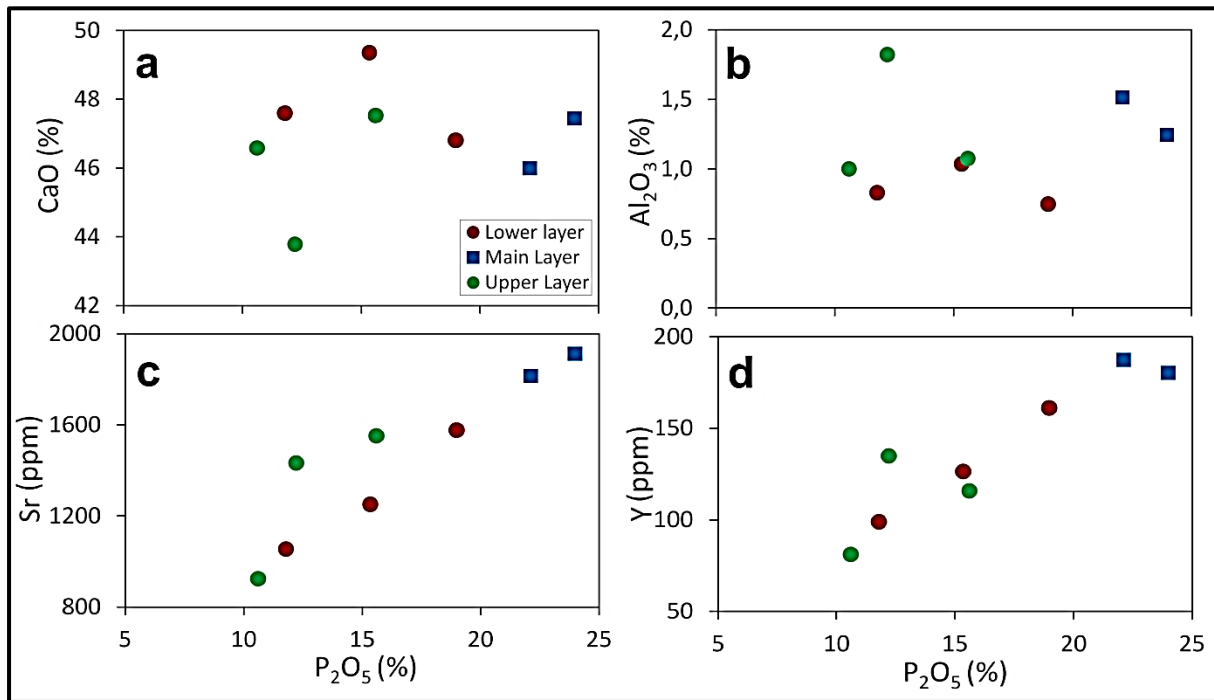 a
50
48
46
44
42
CaO (%)
Lower layer
Main Layer
Upper Layer
b
2,0
1,5
1,0
0,5
0,0
Al₂O₃ (%)
c
2000
1600
1200
800
Sr (ppm)
5 10 15 20 25
P₂O₅ (%)
d
200
150
100
50
Y (ppm)
5 10 15 20 25
P₂O₅ (%)